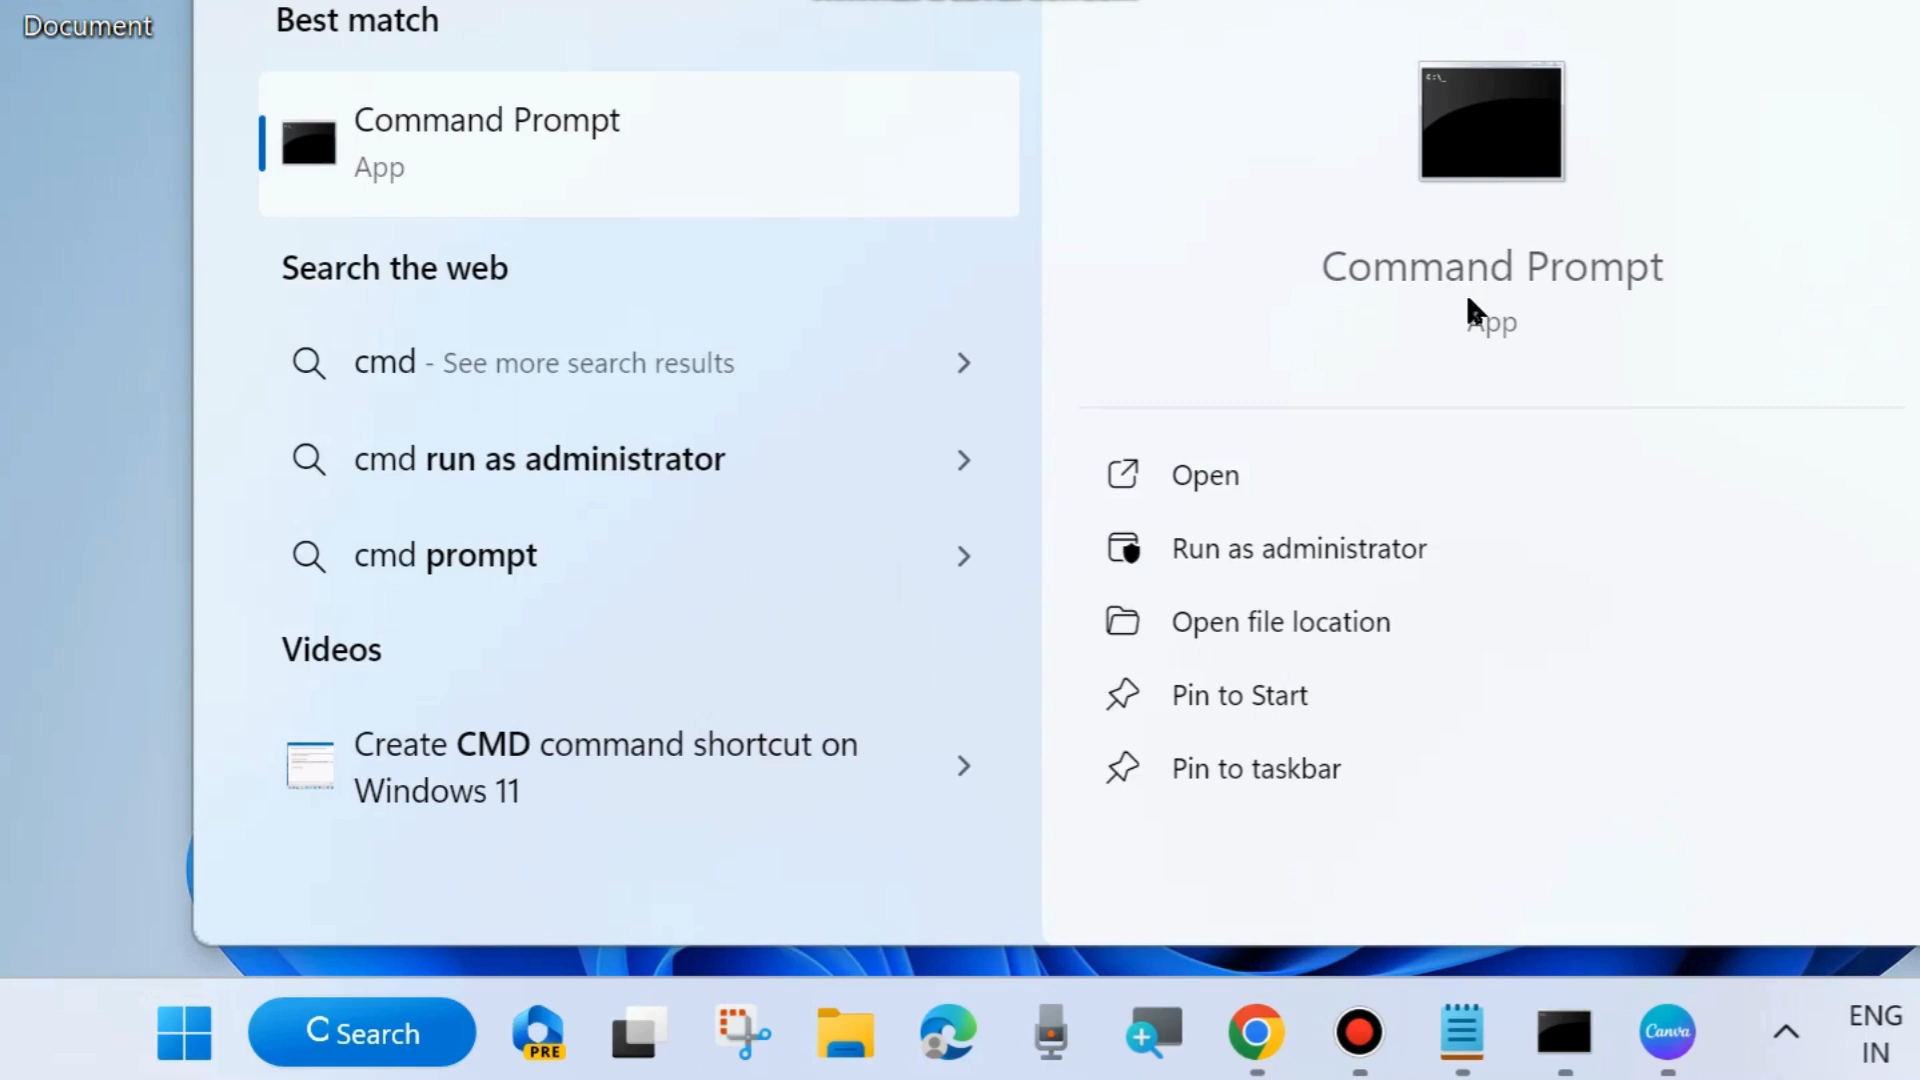 Document
Best match
Command Prompt
App
Search the web
cmd - See more search results
cmd run as administrator
cmd prompt
Videos
Create CMD command shortcut on
Windows 11
Command Prompt
App
Open
Run as administrator
Open file location
Pin to Start
Pin to taskbar
Search
PRE
Canva
ENG
IN